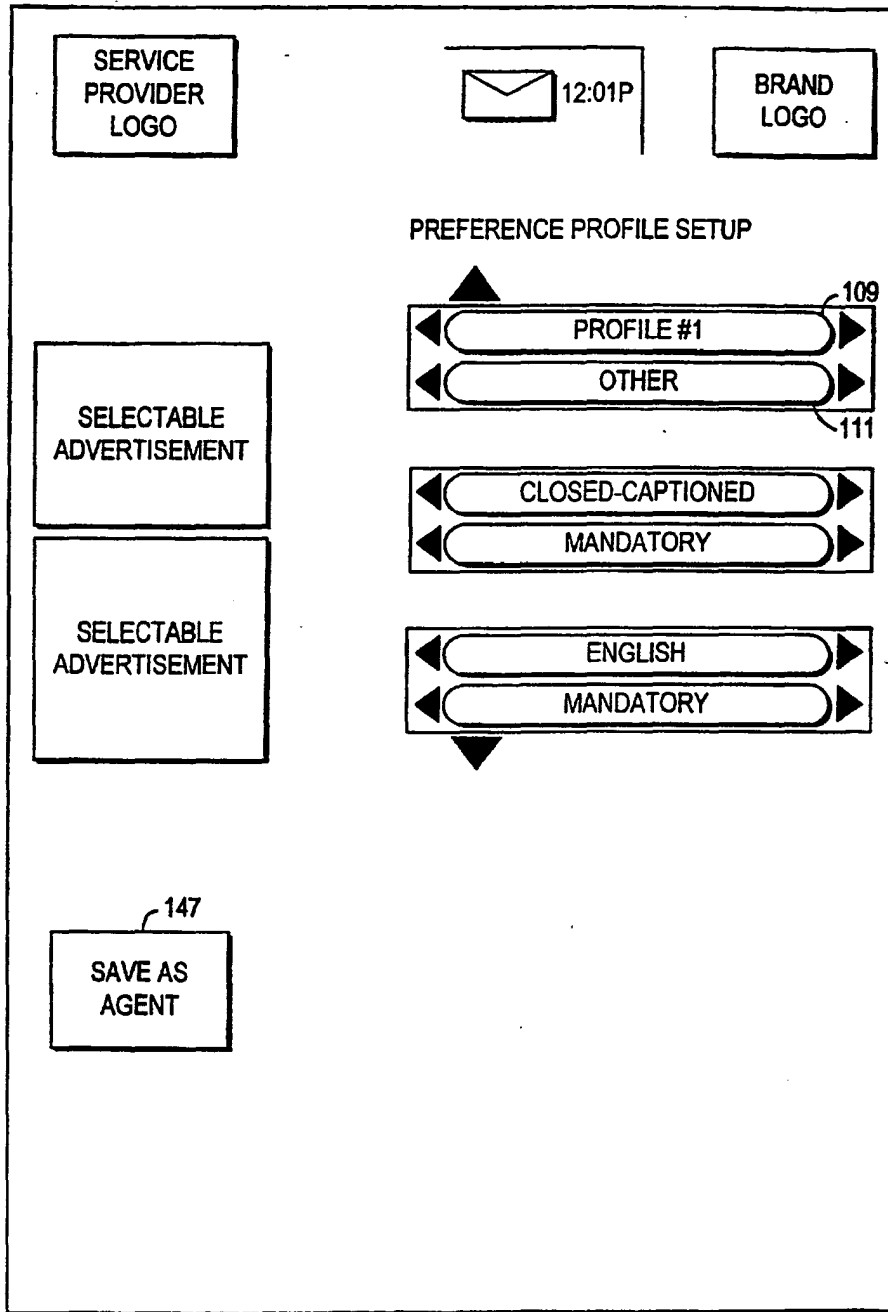 SERVICE
PROVIDER
LOGO
12:01P
BRAND
LOGO
PREFERENCE PROFILE SETUP
109
PROFILE #1
OTHER
111
SELECTABLE
ADVERTISEMENT
CLOSED-CAPTIONED
MANDATORY
SELECTABLE
ADVERTISEMENT
ENGLISH
MANDATORY
147
SAVE AS
AGENT